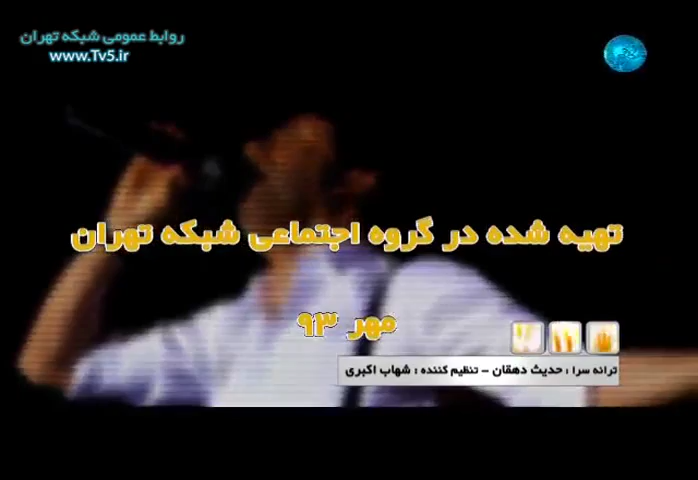 روابط عمومی شبکه تهران
www.Tv5.ir
تهیه شده در گروه اجتماعی شبکه تهران
مهر ۹۳
ترانه سرا : حدیث دهقان - تنظیم کننده : شهاب اکبری